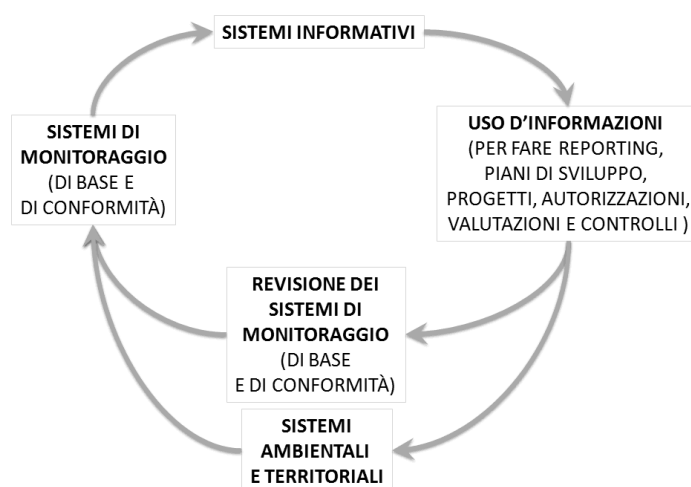 SISTEMI INFORMATIVI
SISTEMI DI
MONITORAGGIO
(DI BASE E
DI CONFORMITÀ)
USO D'INFORMAZIONI
(PER FARE REPORTING,
PIANI DI SVILUPPO,
PROGETTI, AUTORIZZAZIONI,
VALUTAZIONI E CONTROLLI )
REVISIONE DEI
SISTEMI DI
MONITORAGGIO
(DI BASE
E DI CONFORMITÀ)
SISTEMI
AMBIENTALI
E TERRITORIALI